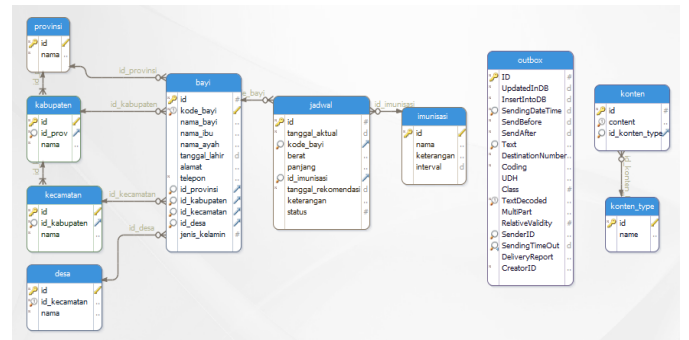 provinsi
id
nama
id_provinsi
kabupaten
id
id_prov
nama
id_kabupaten
kecamatan
id
id_kabupaten
nama
id_kecamatan
desa
id
id_kecamatan
nama
id_desa
bayi
id
kode_bayi
nama_bayi
nama_ibu
nama_ayah
tanggal_lahir
alamat
telepon
id_provinsi
id_kabupaten
id_kecamatan
id_desa
jenis_kelamin
e_bayi
jadwal
id
tanggal_aktual
kode_bayi
berat
panjang
id_imunisasi
tanggal_rekomendasi
keterangan
status
id_imunisasi
imunisasi
id
nama
keterangan
interval
outbox
ID
UpdatedInDB
InsertIntoDB
SendingDateTime
SendBefore
SendAfter
Text
DestinationNumber
Coding
UDH
Class
TextDecoded
MultiPart
RelativeValidity
SenderID
SendingTimeOut
DeliveryReport
CreatorID
konten
id
content
id_konten_type
id_konten
konten_type
id
name